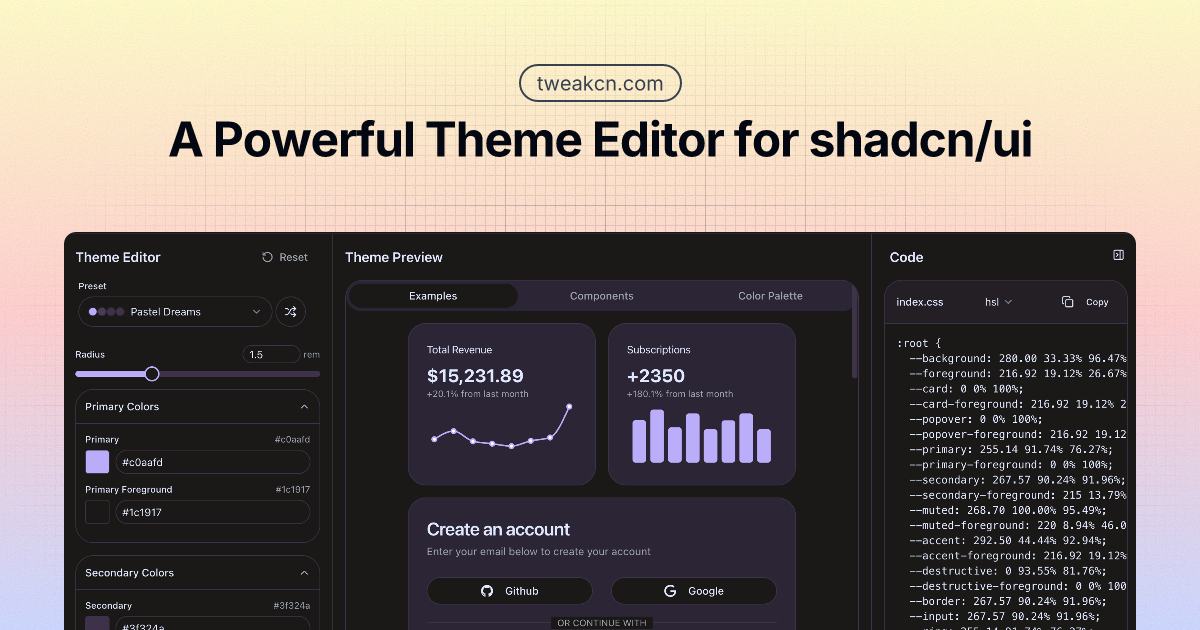 tweakcn.com
A Powerful Theme Editor for shadcn/ui
Theme Editor
Reset
Preset
Pastel Dreams
Radius
1.5
rem
Primary Colors
Primary
#c0aafd
#c0aafd
Primary Foreground
#1c1917
#1c1917
Secondary Colors
Secondary
#3f324a
#3f324a
Theme Preview
Examples
Components
Color Palette
Total Revenue
$15,231.89
+20.1% from last month
Subscriptions
+2350
+180.1% from last month
Create an account
Enter your email below to create your account
Github
Google
OR CONTINUE WITH
Code
index.css
hsl
Copy
:root {
--background: 280.00 33.33% 96.47%
--foreground: 216.92 19.12% 26.67%
--card: 0 0% 100%;
--card-foreground: 216.92 19.12% 2
--popover: 0 0% 100%;
--popover-foreground: 216.92 19.12
--primary: 255.14 91.74% 76.27%;
--primary-foreground: 0 0% 100%;
--secondary: 267.57 90.24% 91.96%;
--secondary-foreground: 215 13.79%
--muted: 268.70 100.00% 95.49%;
--muted-foreground: 220 8.94% 46.0
--accent: 292.50 44.44% 92.94%;
--accent-foreground: 216.92 19.12%
--destructive: 0 93.55% 81.76%;
--destructive-foreground: 0 0% 100
--border: 267.57 90.24% 91.96%;
--input: 267.57 90.24% 91.96%;